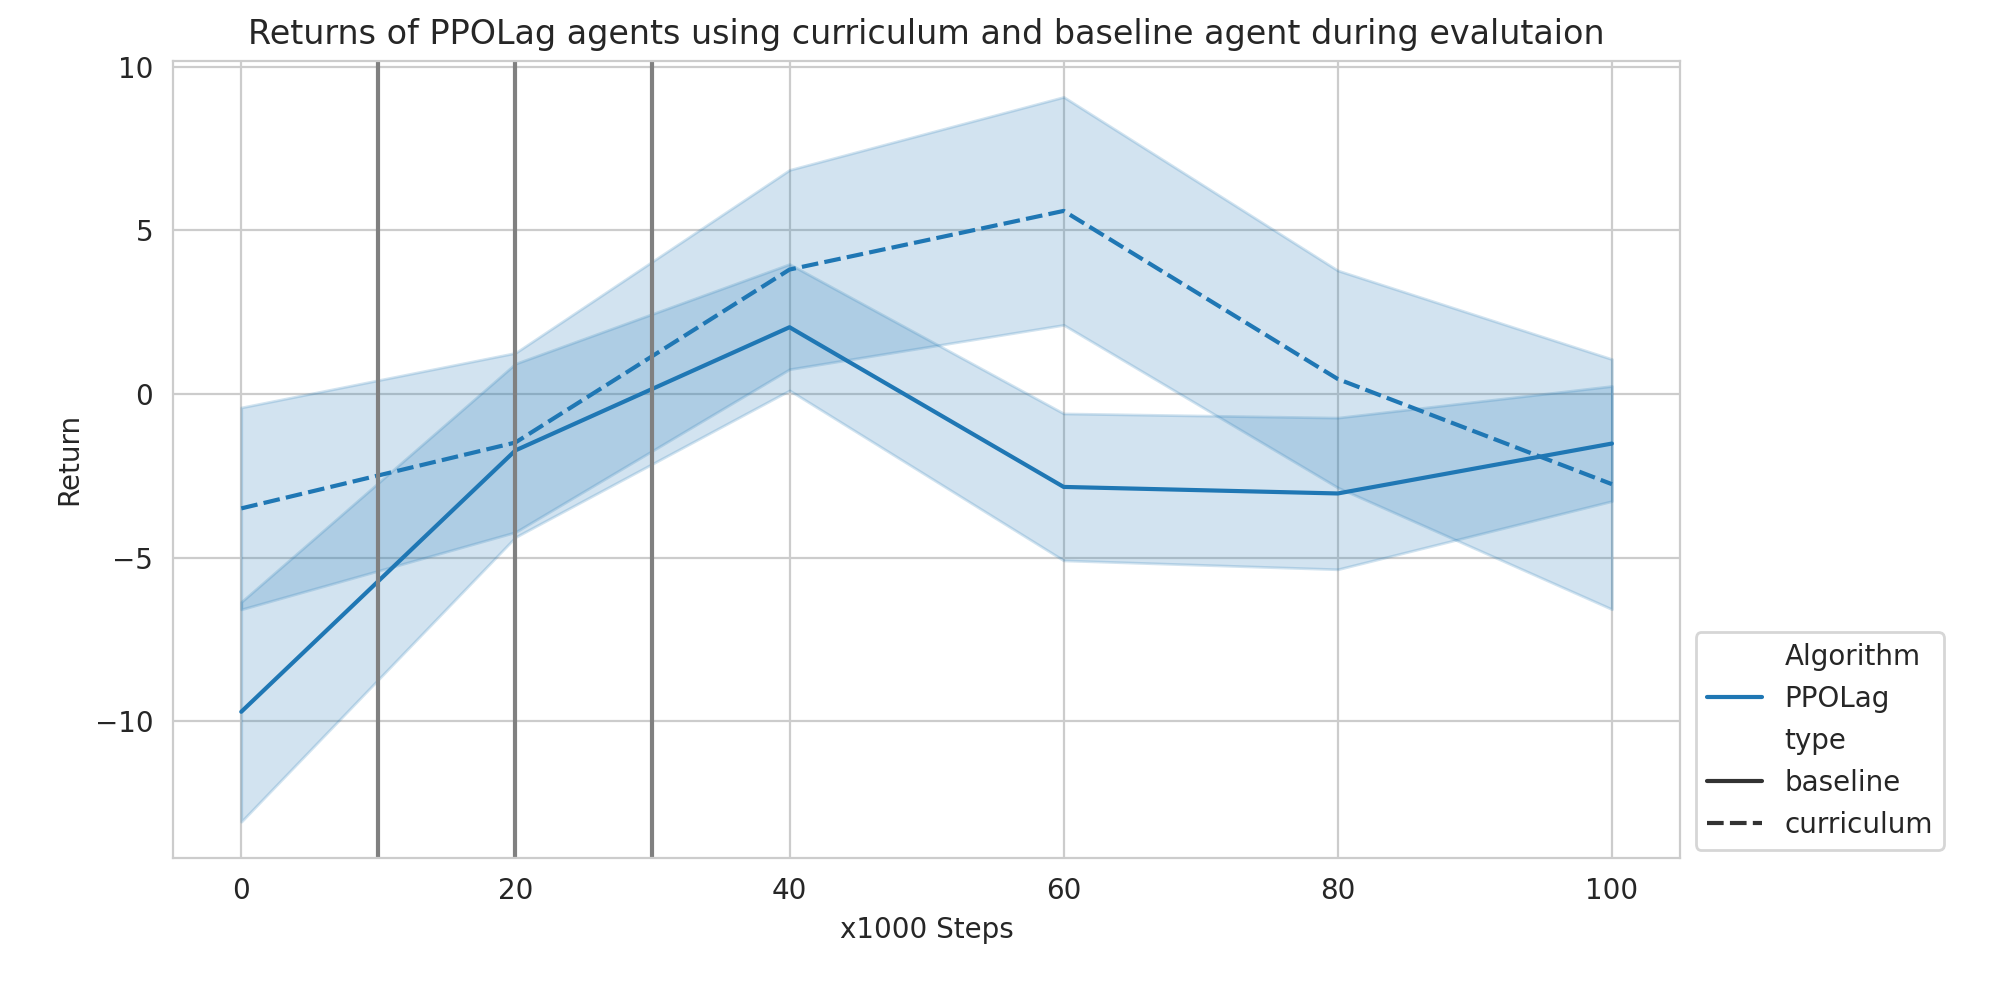 Returns of PPOLag agents using curriculum and baseline agent during evalutaion
10
5
0
−5
−10
Return
0 20 40 60 80 100
x1000 Steps
Algorithm
PPOLag
type
baseline
curriculum